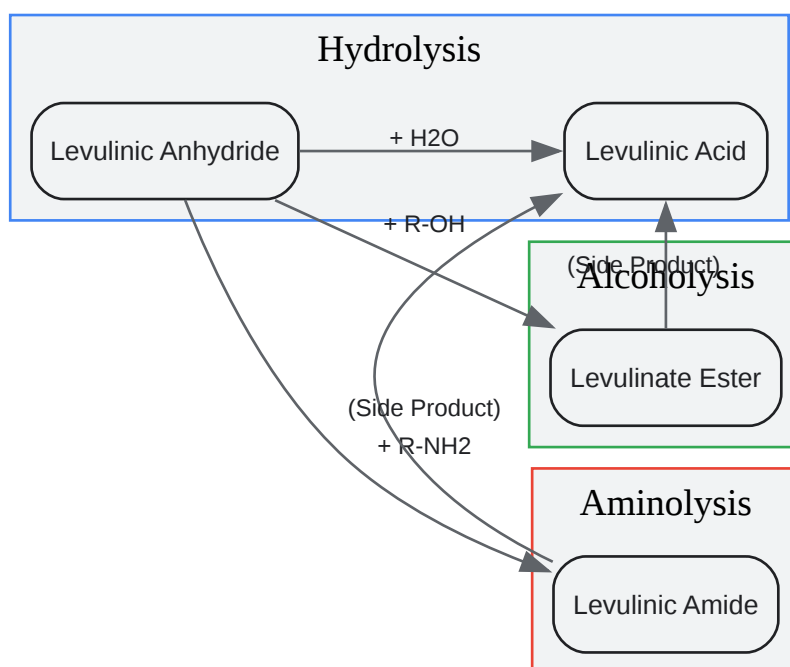 Hydrolysis
Levulinic Anhydride
+ H2O
Levulinic Acid
+ R-OH
(Side Product)
Alcoholysis
Levulinate Ester
(Side Product)
+ R-NH2
Aminolysis
Levulinic Amide